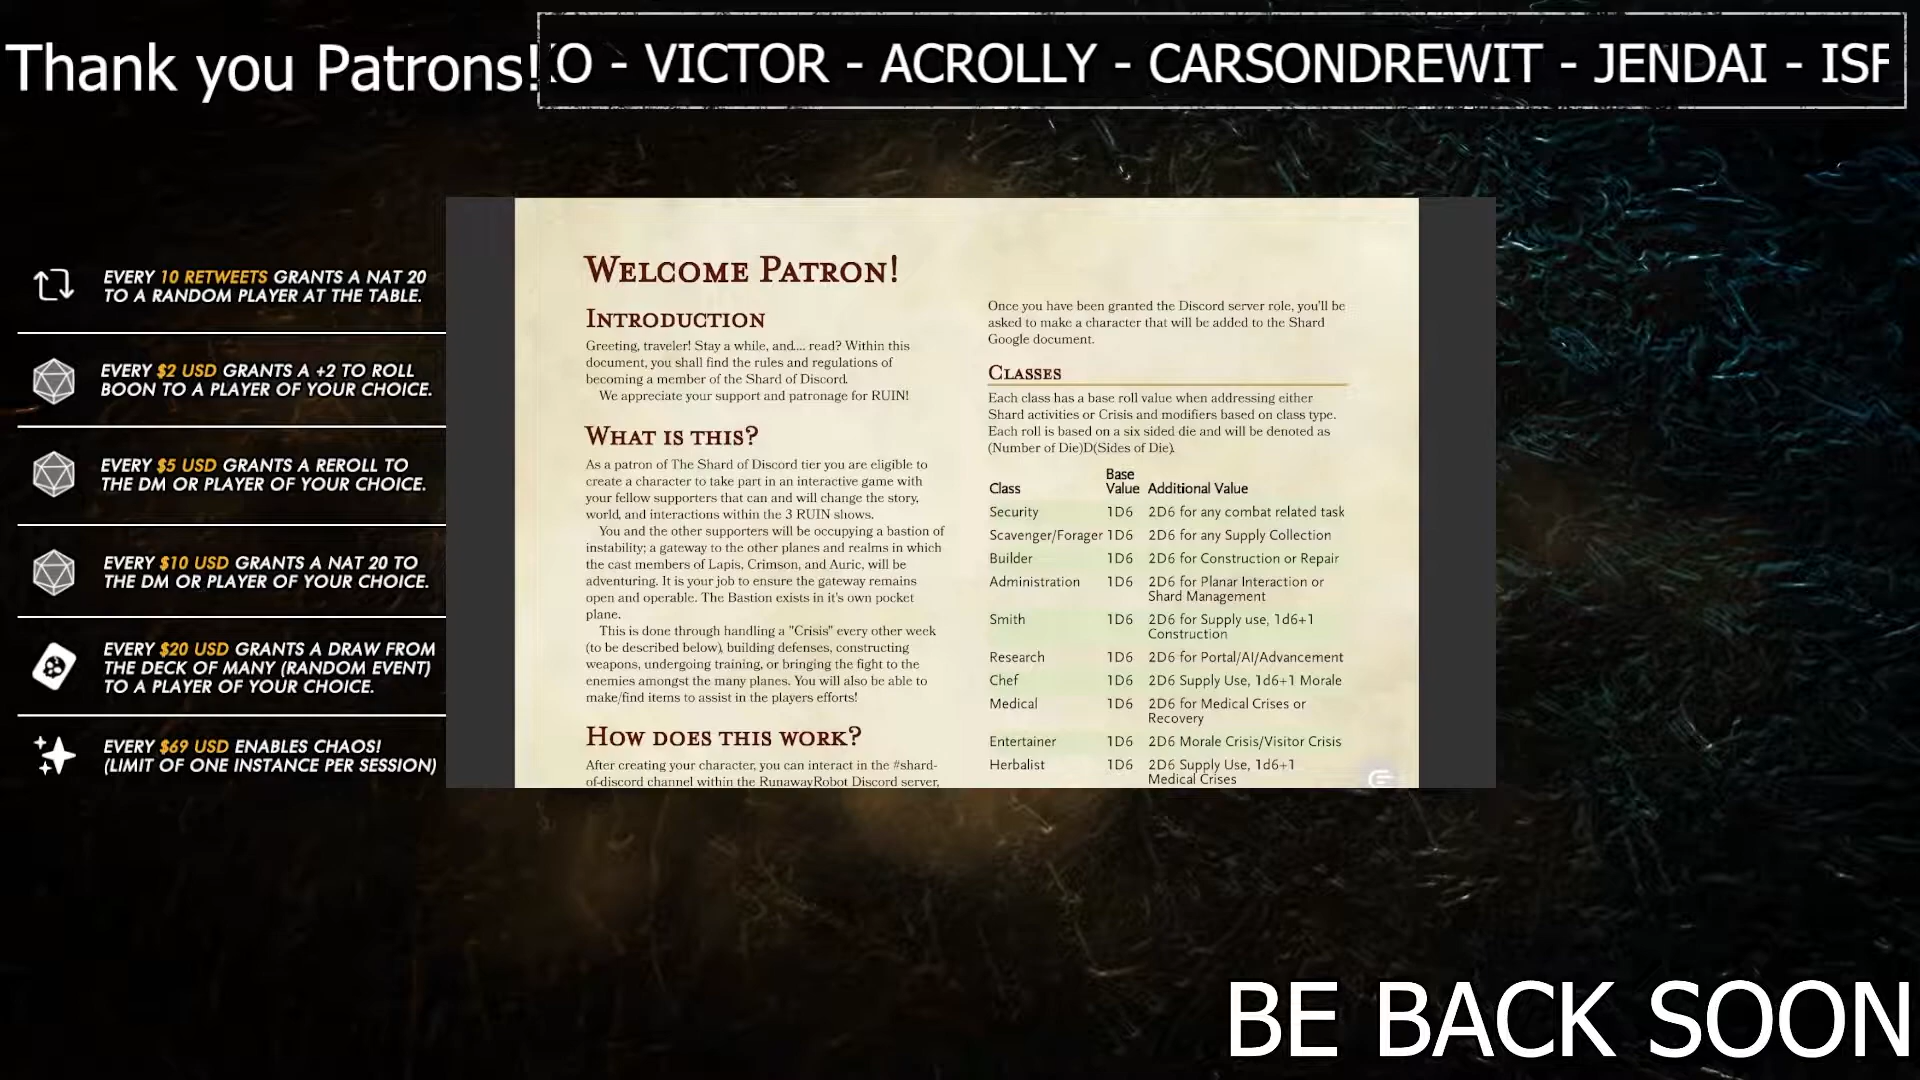 Thank you Patrons!
KO - VICTOR - ACROLLY - CARSONDREWIT - JENDAI - ISF
EVERY 10 RETWEETS GRANTS A NAT 20
TO A RANDOM PLAYER AT THE TABLE.
EVERY $2 USD GRANTS A +2 TO ROLL
BOON TO A PLAYER OF YOUR CHOICE.
EVERY $5 USD GRANTS A REROLL TO
THE DM OR PLAYER OF YOUR CHOICE.
EVERY $10 USD GRANTS A NAT 20 TO
THE DM OR PLAYER OF YOUR CHOICE.
EVERY $20 USD GRANTS A DRAW FROM
THE DECK OF MANY (RANDOM EVENT)
TO A PLAYER OF YOUR CHOICE.
EVERY $69 USD ENABLES CHAOS!
(LIMIT OF ONE INSTANCE PER SESSION)
WELCOME PATRON!
INTRODUCTION
Greeting, traveler! Stay a while, and.... read? Within this
document, you shall find the rules and regulations of
becoming a member of the Shard of Discord.
We appreciate your support and patronage for RUIN!
WHAT IS THIS?
As a patron of The Shard of Discord tier you are eligible to
create a character to take part in an interactive game with
your fellow supporters that can and will change the story,
world, and interactions within the 3 RUIN shows.
You and the other supporters will be occupying a bastion of
instability; a gateway to the other planes and realms in which
the cast members of Lapis, Crimson, and Auric, will be
adventuring. It is your job to ensure the gateway remains
open and operable. The Bastion exists in it's own pocket
plane.
This is done through handling a "Crisis" every other week
(to be described below), building defenses, constructing
weapons, undergoing training, or bringing the fight to the
enemies amongst the many planes. You will also be able to
make/find items to assist in the players efforts!
HOW DOES THIS WORK?
After creating your character, you can interact in the #shard-
of-discord channel within the RunawayRobot Discord server,
Once you have been granted the Discord server role, you'll be
asked to make a character that will be added to the Shard
Google document.
CLASSES
Each class has a base roll value when addressing either
Shard activities or Crisis and modifiers based on class type.
Each roll is based on a six sided die and will be denoted as
(Number of Die)D(Sides of Die).
Class Base Value Additional Value
Security 1D6 2D6 for any combat related task
Scavenger/Forager 1D6 2D6 for any Supply Collection
Builder 1D6 2D6 for Construction or Repair
Administration 1D6 2D6 for Planar Interaction or
Shard Management
Smith 1D6 2D6 for Supply use, 1d6+1
Construction
Research 1D6 2D6 for Portal/AI/Advancement
Chef 1D6 2D6 Supply Use, 1d6+1 Morale
Medical 1D6 2D6 for Medical Crises or
Recovery
Entertainer 1D6 2D6 Morale Crisis/Visitor Crisis
Herbalist 1D6 2D6 Supply Use, 1d6+1
Medical Crises
BE BACK SOON